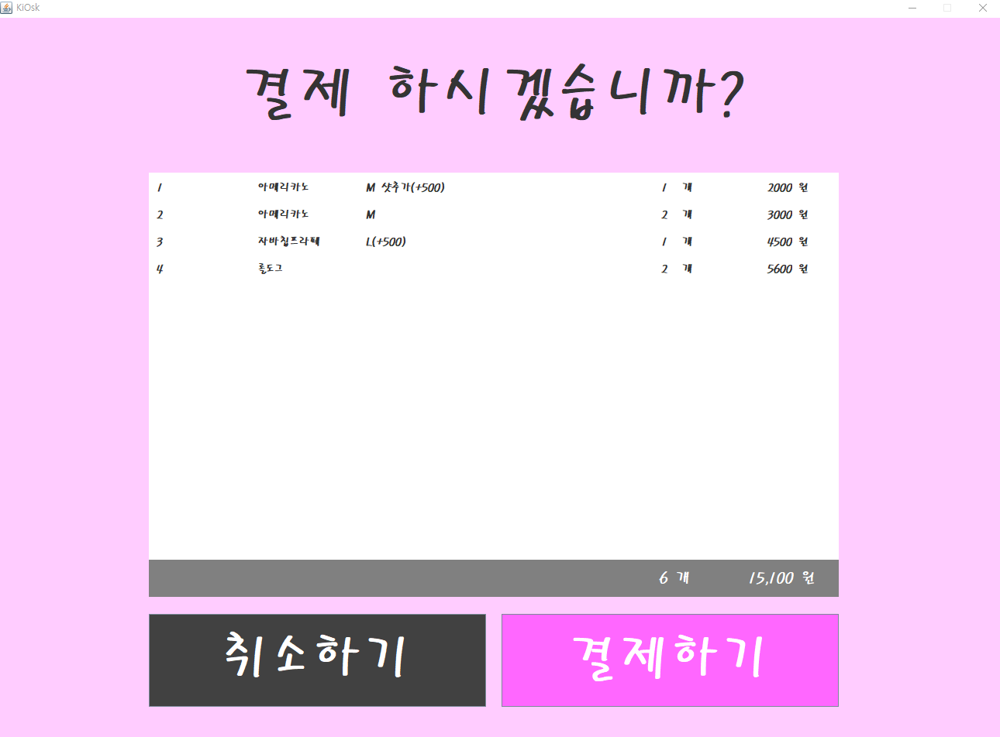 KiOsk
결제 하시겠습니까?
1 아메리카노 M 샷추가(+500) 1 개 2000 원
2 아메리카노 M 2 개 3000 원
3 자바칩프라페 L(+500) 1 개 4500 원
4 롤도그 2 개 5600 원
6 개 15,100 원
취소하기 결제하기